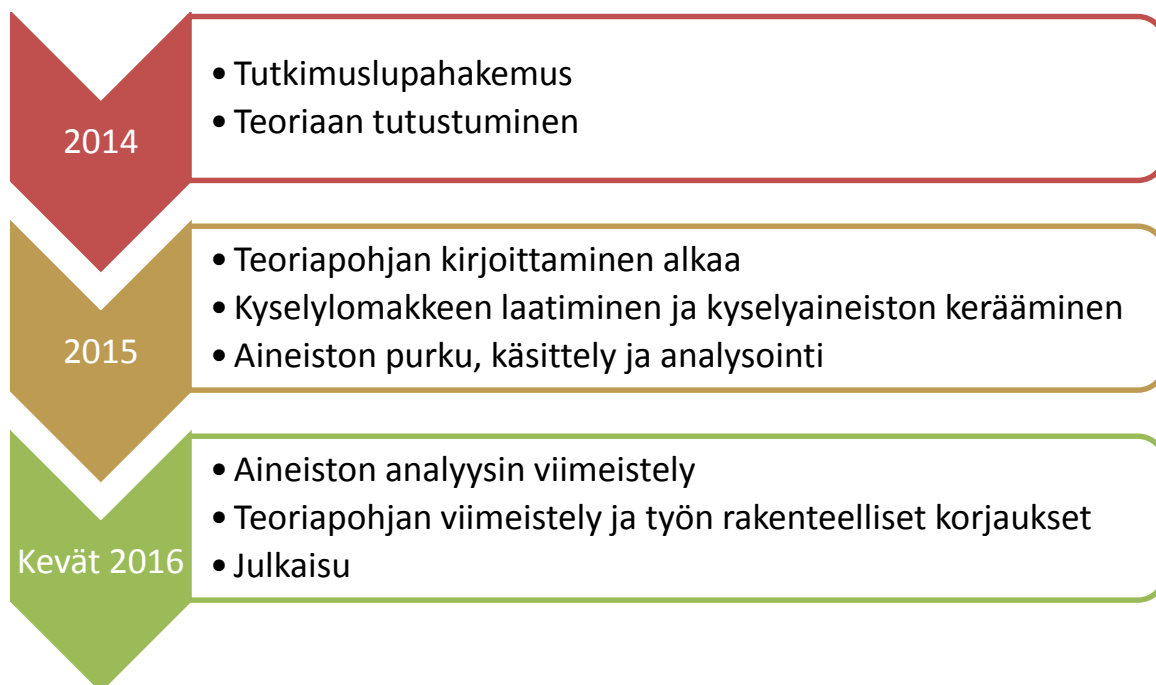 2014
• Tutkimuslupahakemus
• Teoriaan tutustuminen
2015
• Teoriapohjan kirjoittaminen alkaa
• Kyselylomakkeen laatiminen ja kyselyaineiston kerääminen
• Aineiston purku, käsittely ja analysointi
Kevät 2016
• Aineiston analyysin viimeistely
• Teoriapohjan viimeistely ja työn rakenteelliset korjaukset
• Julkaisu